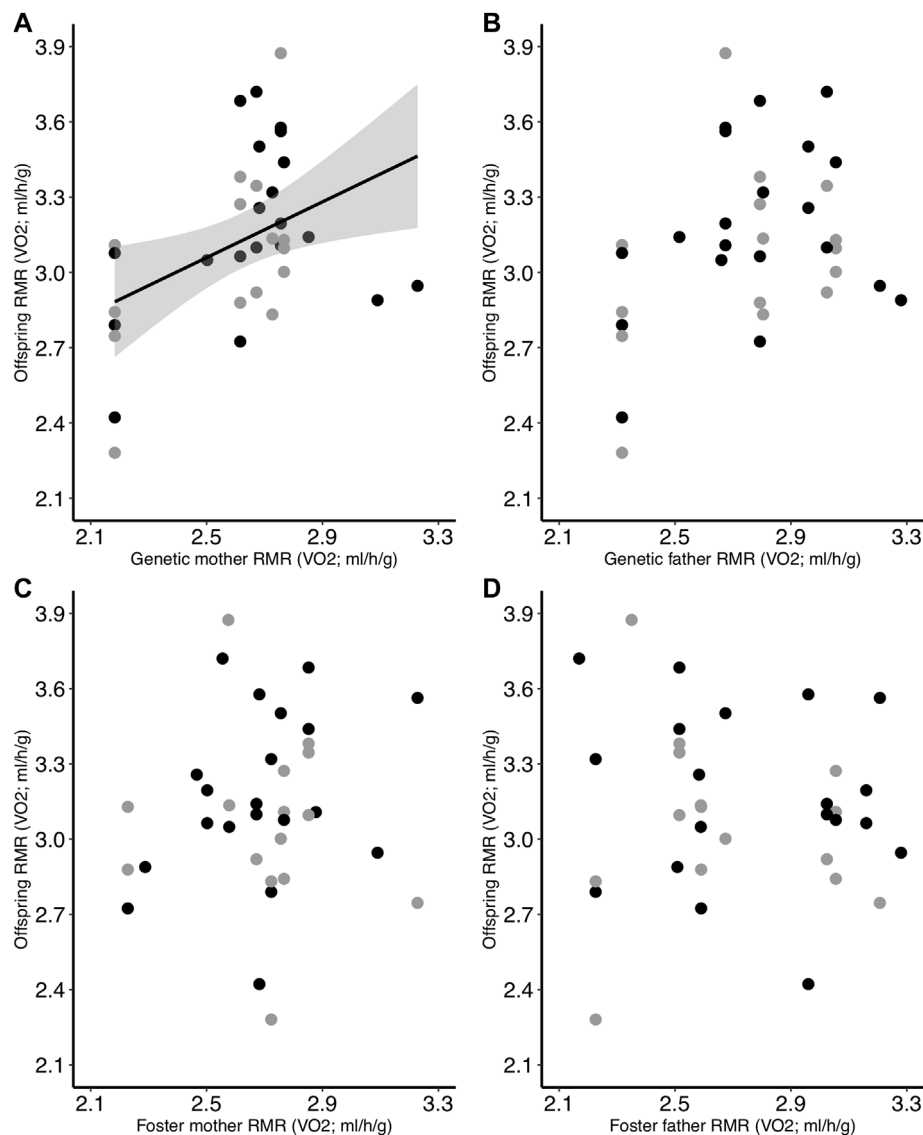 A
B
3.9
3.6
3.3
3.0
2.7
2.4
2.1
Offspring RMR (VO2; ml/h/g)
2.1 2.5 2.9 3.3
Genetic mother RMR (VO2; ml/h/g)
3.9
3.6
3.3
3.0
2.7
2.4
2.1
Offspring RMR (VO2; ml/h/g)
2.1 2.5 2.9 3.3
Genetic father RMR (VO2; ml/h/g)
C
D
3.9
3.6
3.3
3.0
2.7
2.4
2.1
Offspring RMR (VO2; ml/h/g)
2.1 2.5 2.9 3.3
Foster mother RMR (VO2; ml/h/g)
3.9
3.6
3.3
3.0
2.7
2.4
2.1
Offspring RMR (VO2; ml/h/g)
2.1 2.5 2.9 3.3
Foster father RMR (VO2; ml/h/g)